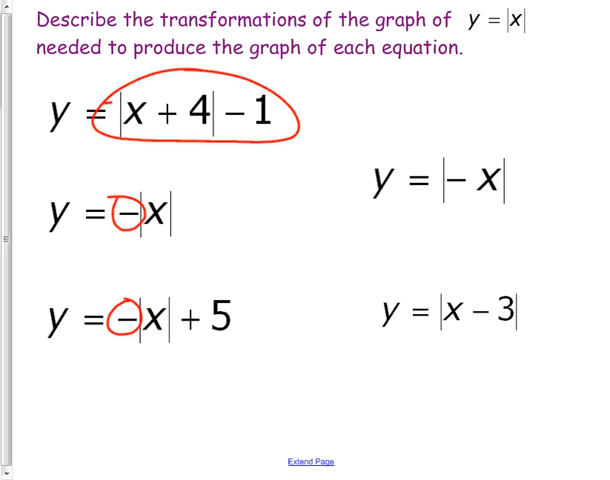 Describe the transformations of the graph of y = |x|
needed to produce the graph of each equation.
y = |x + 4| − 1
y = |− x|
y = −|x|
y = −|x| + 5
y = |x − 3|
Extend Page